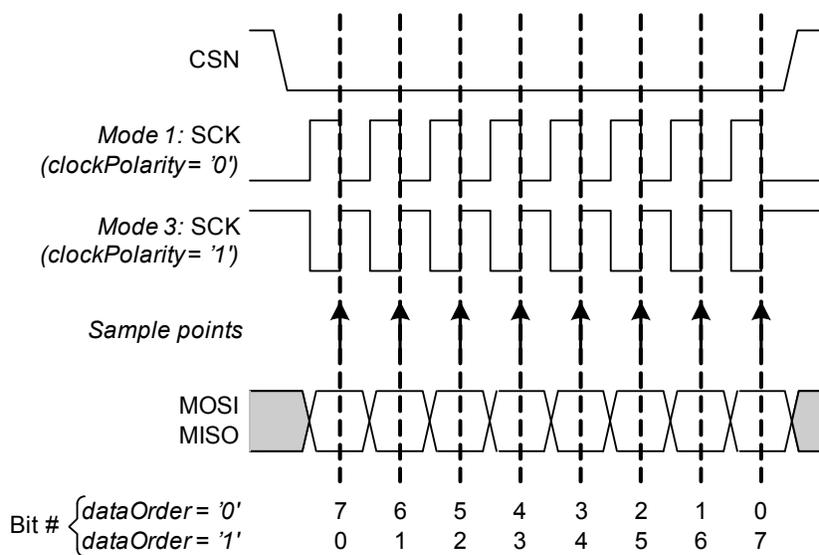 CSN
Mode 1: SCK
(clockPolarity= '0')
Mode 3: SCK
(clockPolarity= '1')
Sample points
MOSI
MISO
Bit # { dataOrder = '0' 7 6 5 4 3 2 1 0
dataOrder = '1' 0 1 2 3 4 5 6 7